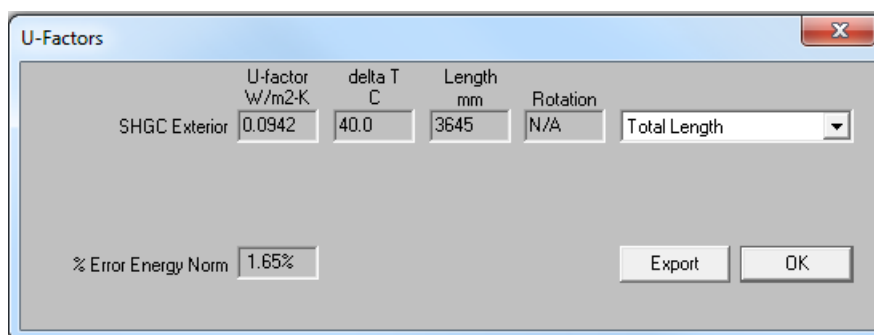 U-Factors
U-factor delta T Length
W/m2-K C mm Rotation
SHGC Exterior 0.0942 40.0 3645 N/A Total Length
% Error Energy Norm 1.65% Export OK